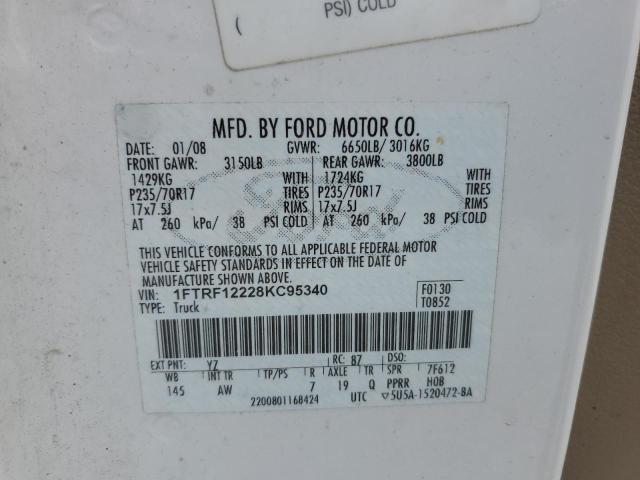 PSI) COLD
(
MFD. BY FORD MOTOR CO.
DATE: 01/08 GVWR: 6650LB/ 3016KG
FRONT GAWR: 3150LB REAR GAWR: 3800LB
1429KG WITH 1724KG WITH
P235/70R17 TIRES P235/70R17 TIRES
17x7.5J RIMS 17x7.5J RIMS
AT 260 kPa/ 38 PSI COLD AT 260 kPa/ 38 PSI COLD
THIS VEHICLE CONFORMS TO ALL APPLICABLE FEDERAL MOTOR
VEHICLE SAFETY STANDARDS IN EFFECT ON THE DATE OF
MANUFACTURE SHOWN ABOVE.
VIN: 1FTRF12228KC95340 F0130
TYPE: Truck T0852
EXT PNT: YZ RC: 87 DSO:
WB INT TR TP/PS R AXLE TR SPR 7F612
145 AW 7 19 Q PPRR HOB
2200801168424 UTC ▽5U5A-1520472-BA